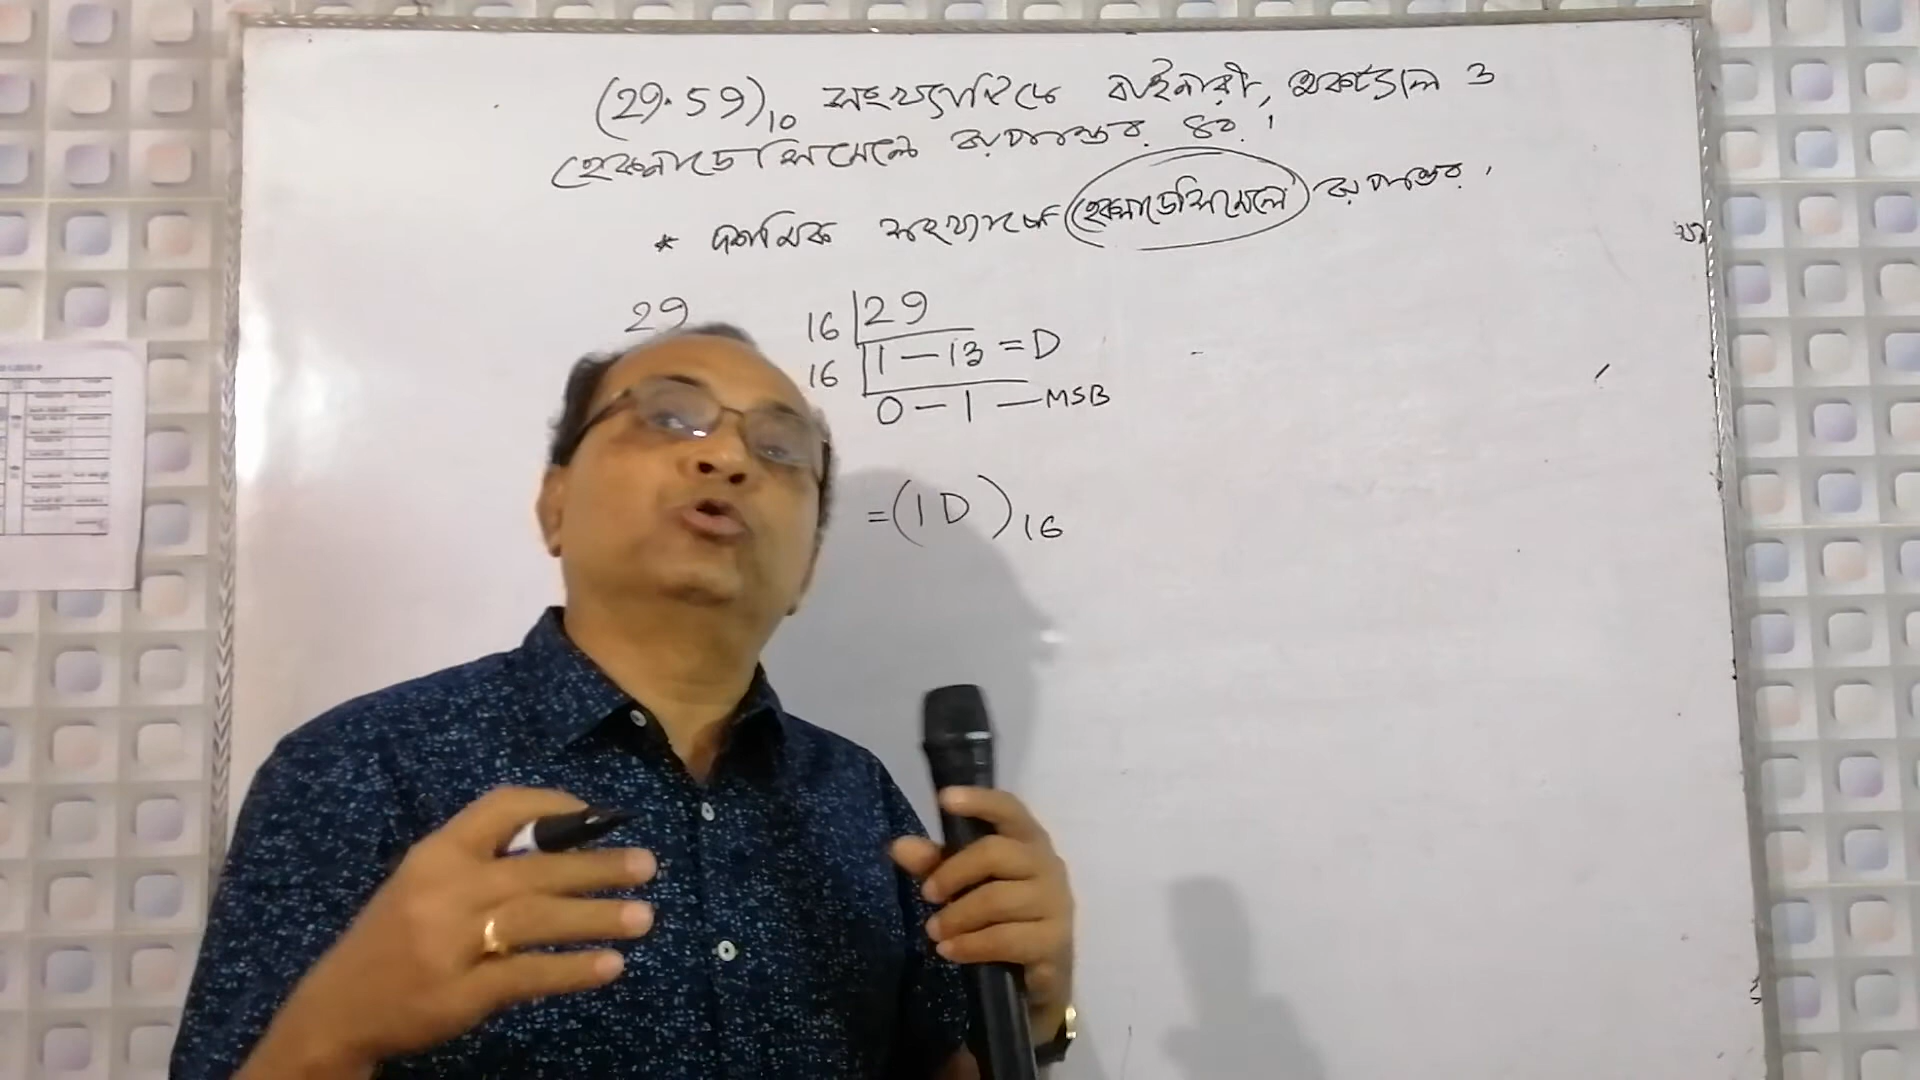 (29.59)10 সংখ্যাটিকে বাইনারী, অকট্যাল ও
হেক্সাডেসিমেলে রূপান্তর কর।
* দশমিক সংখ্যাকে হেক্সাডেসিমেলে রূপান্তর।
29
16 |29
16 |1 — 13 = D
0 — 1 — MSB
= (1D)16